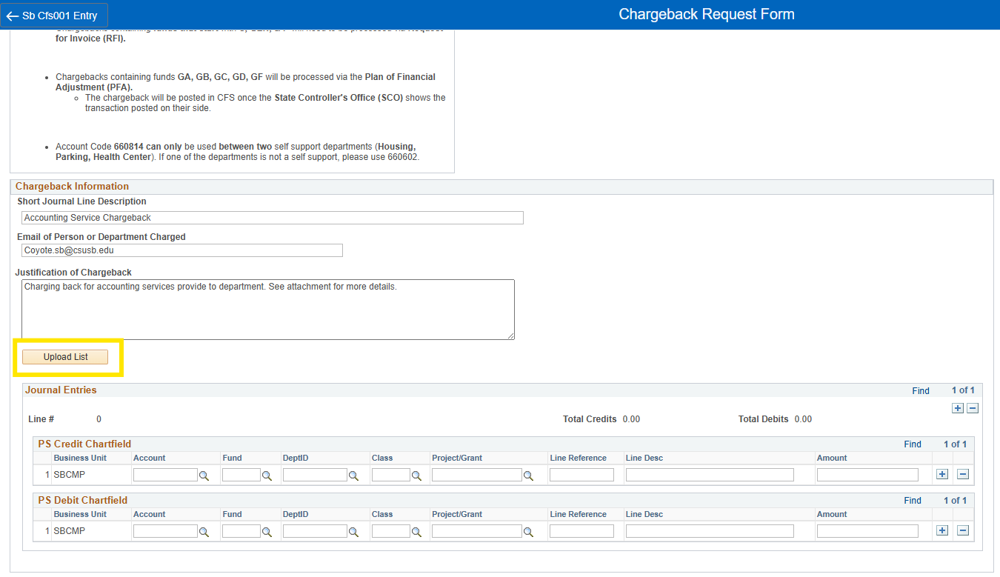 Sb Cfs001 Entry
Chargeback Request Form
for Invoice (RFI).
Chargebacks containing funds GA, GB, GC, GD, GF will be processed via the Plan of Financial
Adjustment (PFA).
The chargeback will be posted in CFS once the State Controller's Office (SCO) shows the
transaction posted on their side.
Account Code 660814 can only be used between two self support departments (Housing,
Parking, Health Center). If one of the departments is not a self support, please use 660602.
Chargeback Information
Short Journal Line Description
Accounting Service Chargeback
Email of Person or Department Charged
Coyote.sb@csusb.edu
Justification of Chargeback
Charging back for accounting services provide to department. See attachment for more details.
Upload List
Journal Entries Find 1 of 1
Line # 0 Total Credits 0.00 Total Debits 0.00
PS Credit Chartfield Find 1 of 1
Business Unit Account Fund DeptID Class Project/Grant Line Reference Line Desc Amount
1 SBCMP
PS Debit Chartfield Find 1 of 1
Business Unit Account Fund DeptID Class Project/Grant Line Reference Line Desc Amount
1 SBCMP